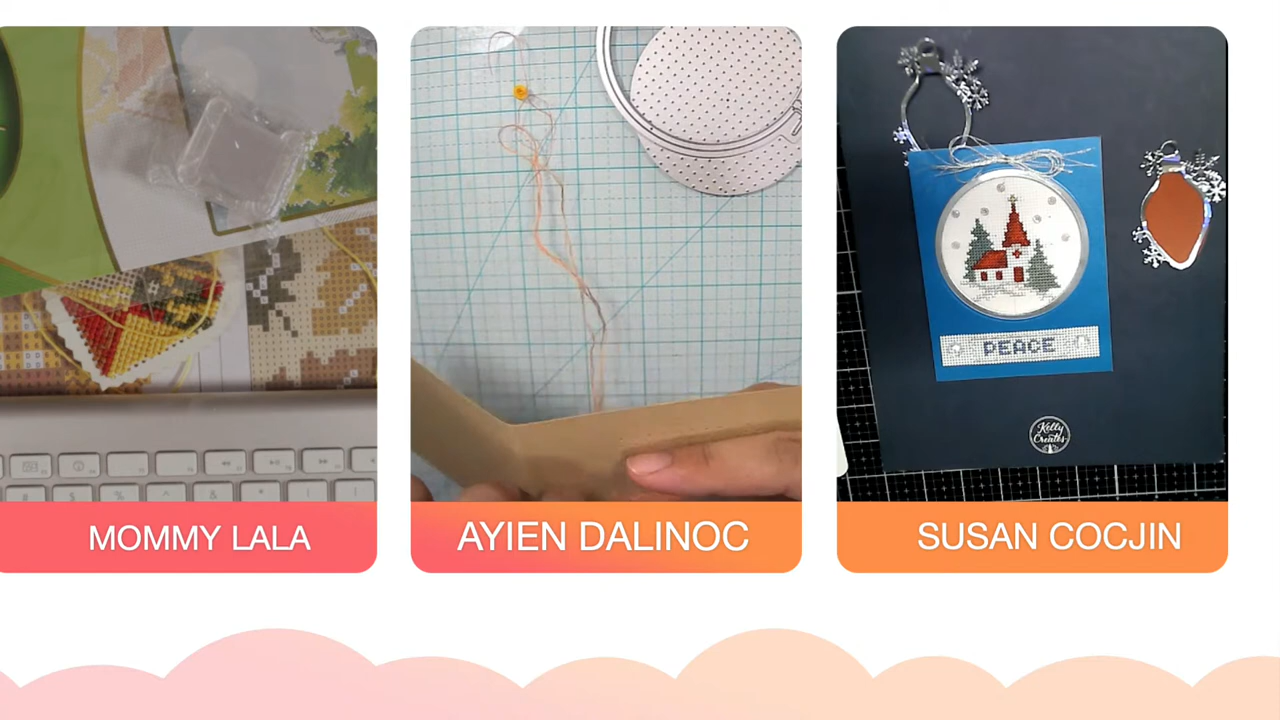 MOMMY LALA
AYIEN DALINOC
SUSAN COCJIN
PEACE
Kelly
Creates
# $ % ^ & *